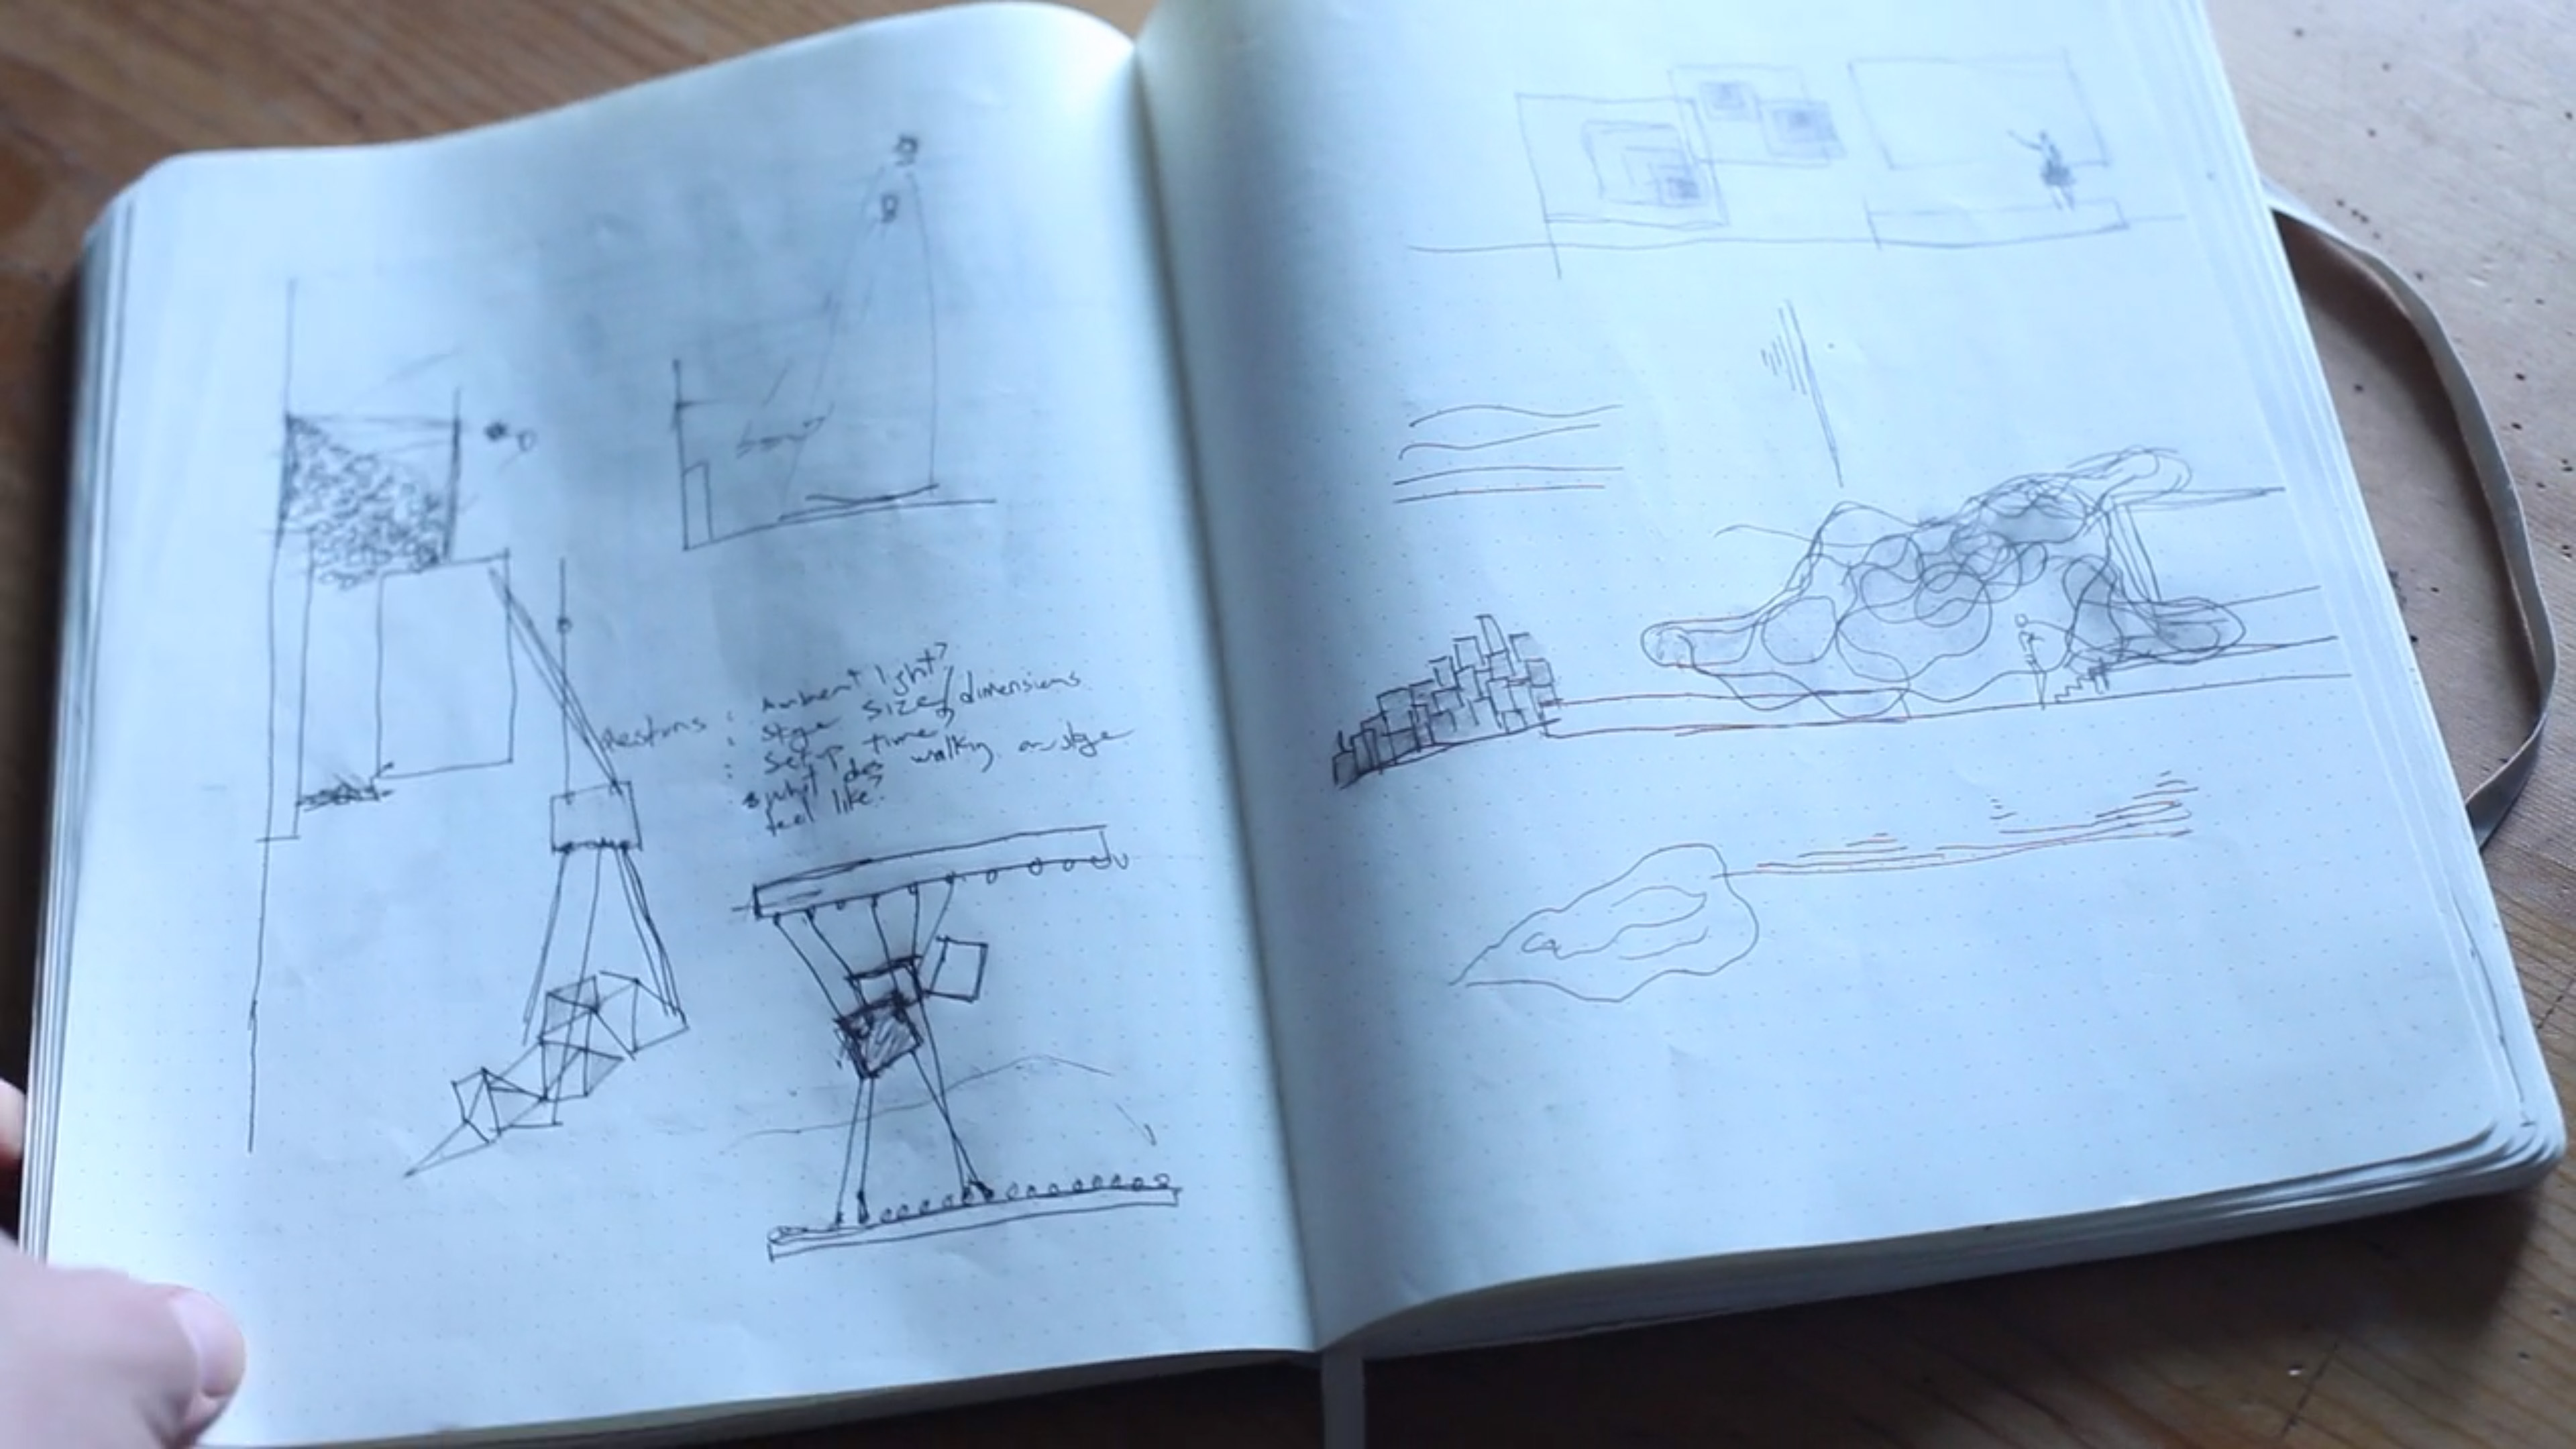 Questions : Ambient light?
: Stage size/dimensions
: Setup time?
: what does walking on stage
feel like?